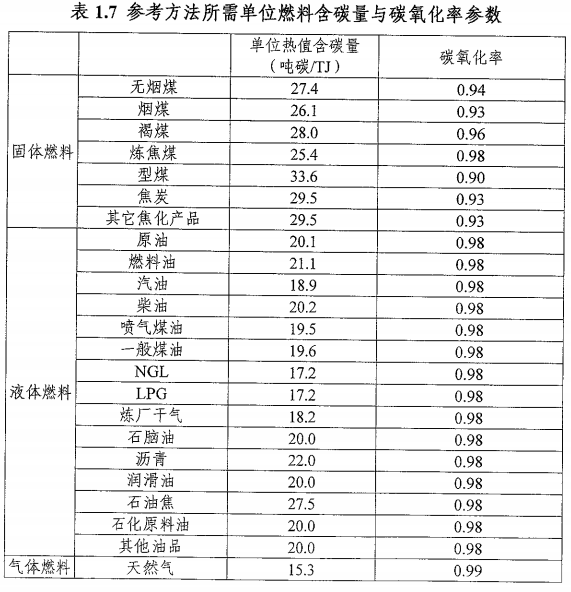 表 1.7 参考方法所需单位燃料含碳量与碳氧化率参数
单位热值含碳量
（吨碳/TJ） 碳氧化率
固体燃料 无烟煤 27.4 0.94
烟煤 26.1 0.93
褐煤 28.0 0.96
炼焦煤 25.4 0.98
型煤 33.6 0.90
焦炭 29.5 0.93
其它焦化产品 29.5 0.93
液体燃料 原油 20.1 0.98
燃料油 21.1 0.98
汽油 18.9 0.98
柴油 20.2 0.98
喷气煤油 19.5 0.98
一般煤油 19.6 0.98
NGL 17.2 0.98
LPG 17.2 0.98
炼厂干气 18.2 0.98
石脑油 20.0 0.98
沥青 22.0 0.98
润滑油 20.0 0.98
石油焦 27.5 0.98
石化原料油 20.0 0.98
其他油品 20.0 0.98
气体燃料 天然气 15.3 0.99